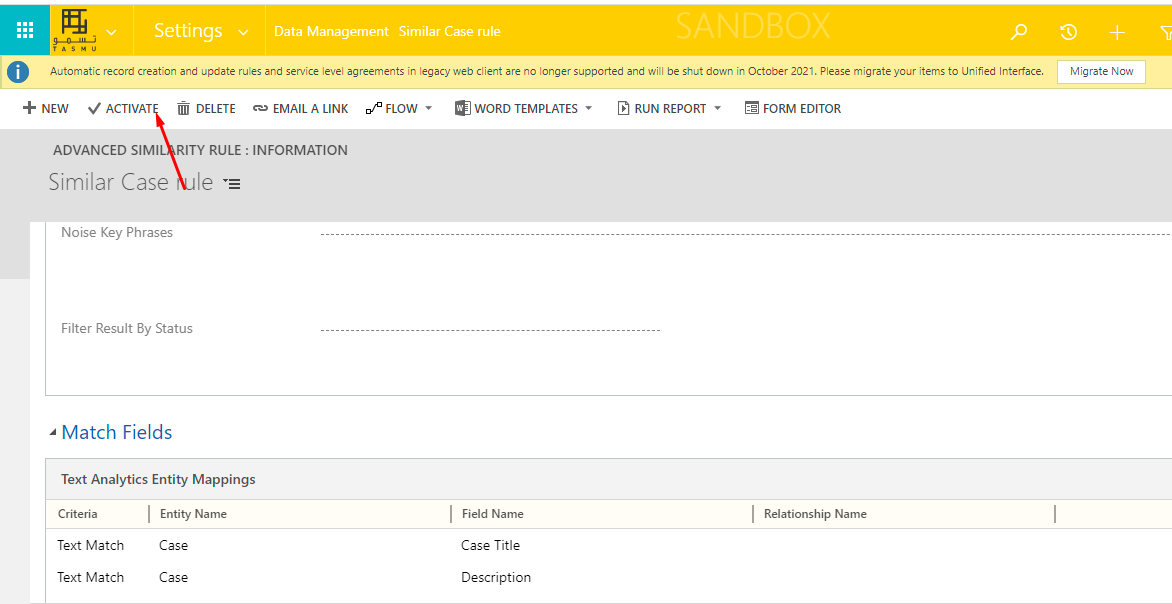 تسمو
TASMU
Settings
Data Management
Similar Case rule
SANDBOX
Automatic record creation and update rules and service level agreements in legacy web client are no longer supported and will be shut down in October 2021. Please migrate your items to Unified Interface.
Migrate Now
NEW
ACTIVATE
DELETE
EMAIL A LINK
FLOW
WORD TEMPLATES
RUN REPORT
FORM EDITOR
ADVANCED SIMILARITY RULE : INFORMATION
Similar Case rule
Noise Key Phrases
Filter Result By Status
Match Fields
Text Analytics Entity Mappings
Criteria Entity Name Field Name Relationship Name
Text Match Case Case Title
Text Match Case Description